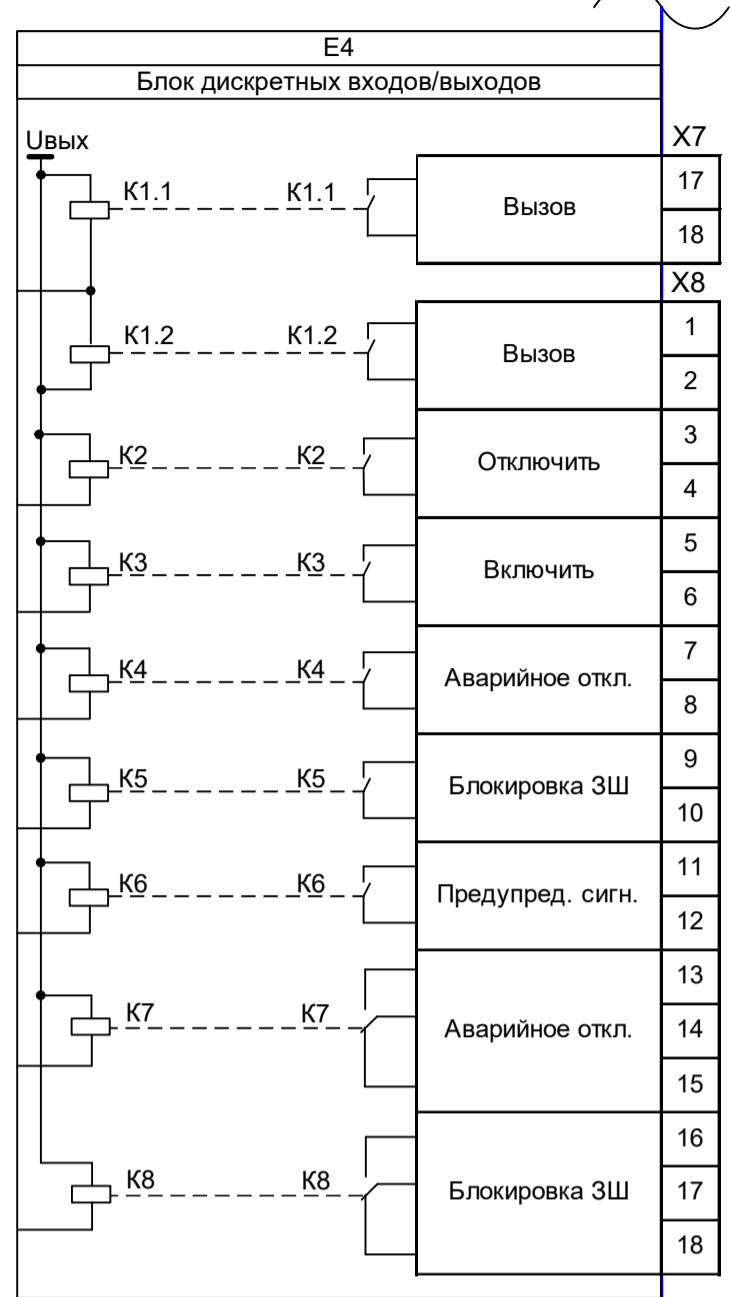 E4
Блок дискретных входов/выходов
Uвых
X7
К1.1 К1.1 Вызов 17
18
X8
К1.2 К1.2 Вызов 1
2
К2 К2 Отключить 3
4
К3 К3 Включить 5
6
К4 К4 Аварийное откл. 7
8
К5 К5 Блокировка ЗШ 9
10
К6 К6 Предупред. сигн. 11
12
13
К7 К7 Аварийное откл. 14
15
16
К8 К8 Блокировка ЗШ 17
18